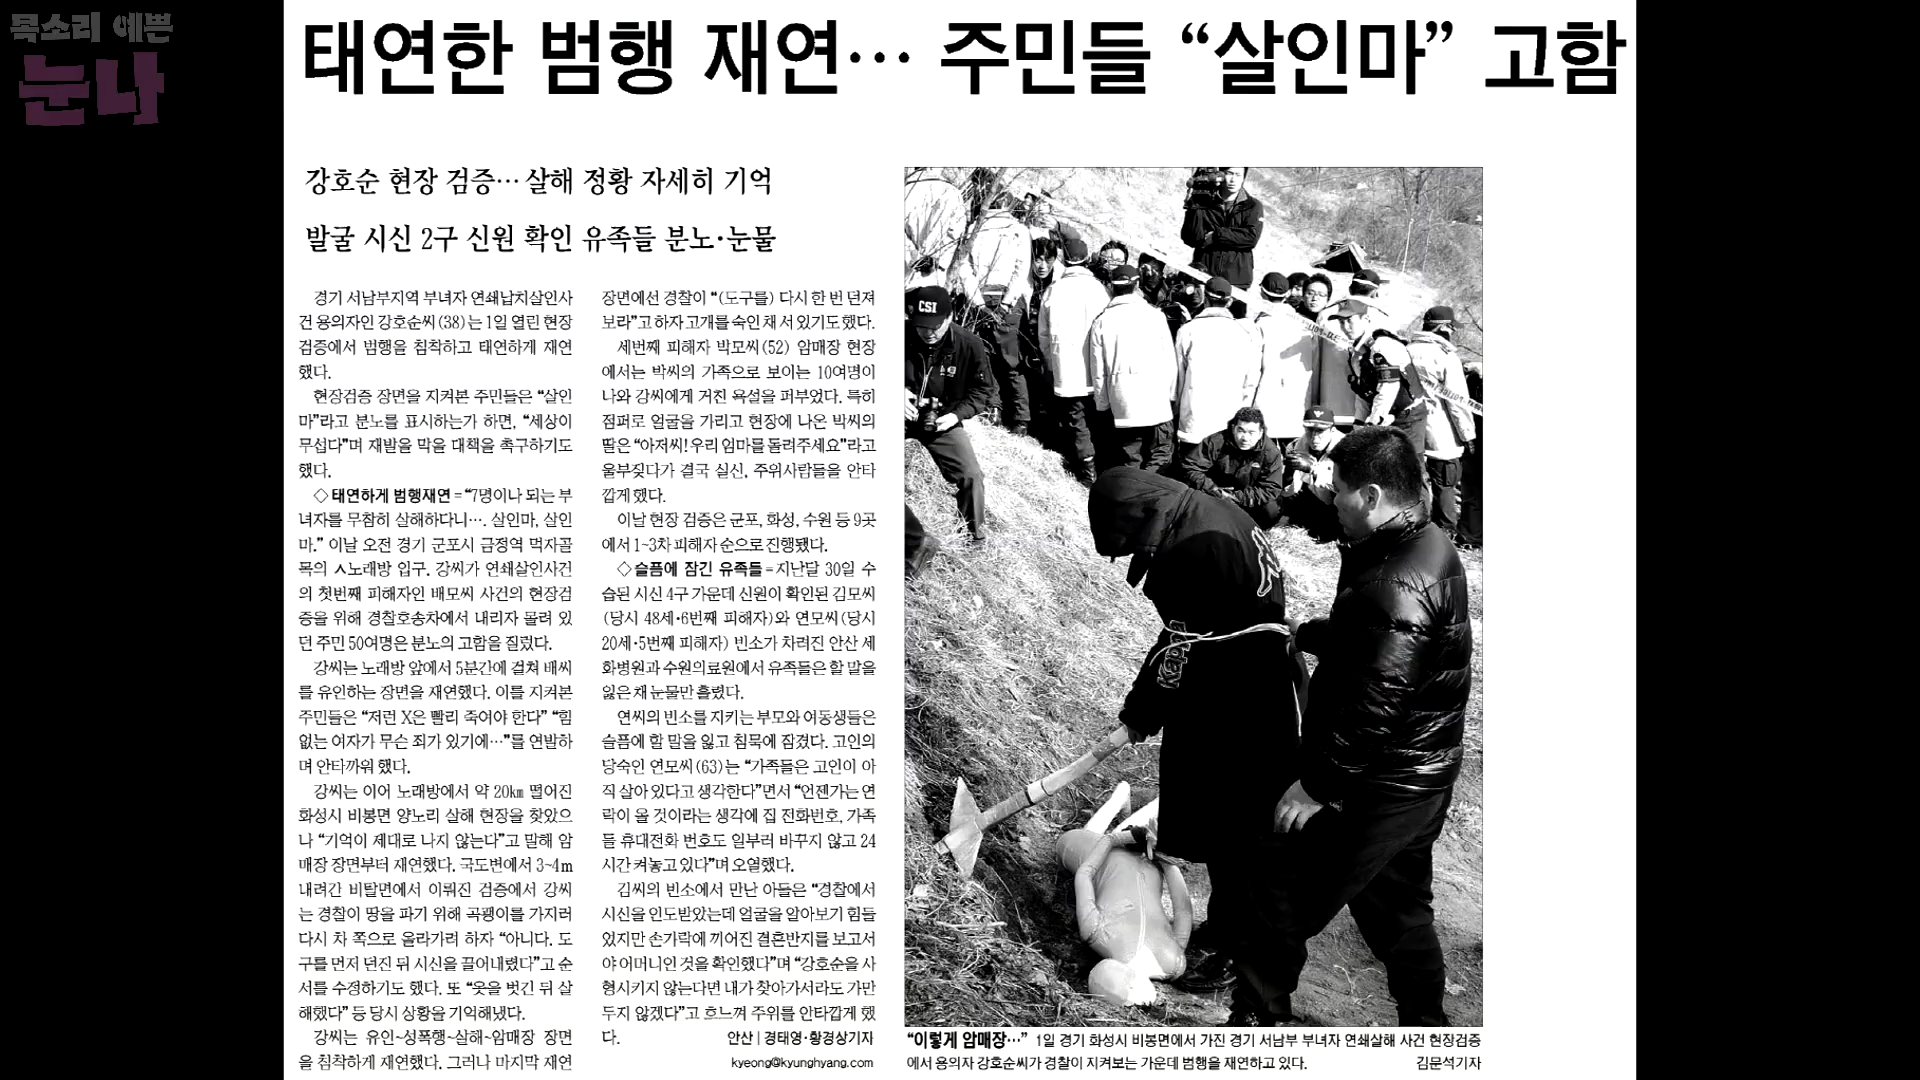 목소리 예쁜
눈나
태연한 범행 재연… 주민들 “살인마” 고함
강호순 현장 검증… 살해 정황 자세히 기억
발굴 시신 2구 신원 확인 유족들 분노·눈물
경기 서남부지역 부녀자 연쇄납치살인사
건 용의자인 강호순씨(38)는 1일 열린 현장
검증에서 범행을 침착하고 태연하게 재연
했다.
현장검증 장면을 지켜본 주민들은 “살인
마”라고 분노를 표시하는가 하면, “세상이
무섭다”며 재발을 막을 대책을 촉구하기도
했다.
◇태연하게 범행재연=“7명이나 되는 부
녀자를 무참히 살해하다니…. 살인마, 살인
마.” 이날 오전 경기 군포시 금정역 먹자골
목의 ㅅ노래방 입구. 강씨가 연쇄살인사건
의 첫번째 피해자인 배모씨 사건의 현장검
증을 위해 경찰호송차에서 내리자 몰려 있
던 주민 50여명은 분노의 고함을 질렀다.
강씨는 노래방 앞에서 5분간에 걸쳐 배씨
를 유인하는 장면을 재연했다. 이를 지켜본
주민들은 “저런 X은 빨리 죽여야 한다” “힘
없는 여자가 무슨 죄가 있기에…”를 연발하
며 안타까워 했다.
강씨는 이어 노래방에서 약 20㎞ 떨어진
화성시 비봉면 양노리 살해 현장을 찾았으
나 “기억이 제대로 나지 않는다”고 말해 암
매장 장면부터 재연했다. 국도변에서 3~4m
내려간 비탈면에서 이뤄진 검증에서 강씨
는 경찰이 땅을 파기 위해 곡괭이를 가지러
다시 차 쪽으로 올라가려 하자 “아니다. 도
구를 먼저 던진 뒤 시신을 끌어내렸다”고 순
서를 수정하기도 했다. 또 “옷을 벗긴 뒤 살
해했다” 등 당시 상황을 기억해냈다.
강씨는 유인~성폭행~살해~암매장 장면
을 침착하게 재연했다. 그러나 마지막 재연
장면에선 경찰이 “(도구를) 다시 한 번 던져
보라”고 하자 고개를 숙인 채 서 있기도 했다.
세번째 피해자 박모씨(52) 암매장 현장
에서는 박씨의 가족으로 보이는 10여명이
나와 강씨에게 거친 욕설을 퍼부었다. 특히
점퍼로 얼굴을 가리고 현장에 나온 박씨의
딸은 “아저씨! 우리 엄마를 돌려주세요”라고
울부짖다가 결국 실신, 주위사람들을 안타
깝게 했다.
이날 현장 검증은 군포, 화성, 수원 등 9곳
에서 1~3차 피해자 순으로 진행됐다.
◇슬픔에 잠긴 유족들=지난달 30일 수
습된 시신 4구 가운데 신원이 확인된 김모씨
(당시 48세·6번째 피해자)와 연모씨(당시
20세·5번째 피해자) 빈소가 차려진 안산 세
화병원과 수원의료원에서 유족들은 할 말을
잃은 채 눈물만 흘렸다.
연씨의 빈소를 지키는 부모와 여동생들은
슬픔에 할 말을 잃고 침묵에 잠겼다. 고인의
당숙인 연모씨(63)는 “가족들은 고인이 아
직 살아 있다고 생각한다”면서 “언젠가는 연
락이 올 것이라는 생각에 집 전화번호, 가족
들 휴대전화 번호도 일부러 바꾸지 않고 24
시간 켜놓고 있다”며 오열했다.
김씨의 빈소에서 만난 아들은 “경찰에서
시신을 인도받았는데 얼굴을 알아보기 힘들
었지만 손가락에 끼어진 결혼반지를 보고서
야 어머니인 것을 확인했다”며 “강호순을 사
형시키지 않는다면 내가 찾아가서라도 가만
두지 않겠다”고 흐느껴 주위를 안타깝게 했
다.
안산|경태영·황경상기자
kyeong@kyunghyang.com
CSI
Kappa
“이렇게 암매장…” 1일 경기 화성시 비봉면에서 가진 경기 서남부 부녀자 연쇄살해 사건 현장검증
에서 용의자 강호순씨가 경찰이 지켜보는 가운데 범행을 재연하고 있다.
김문석기자